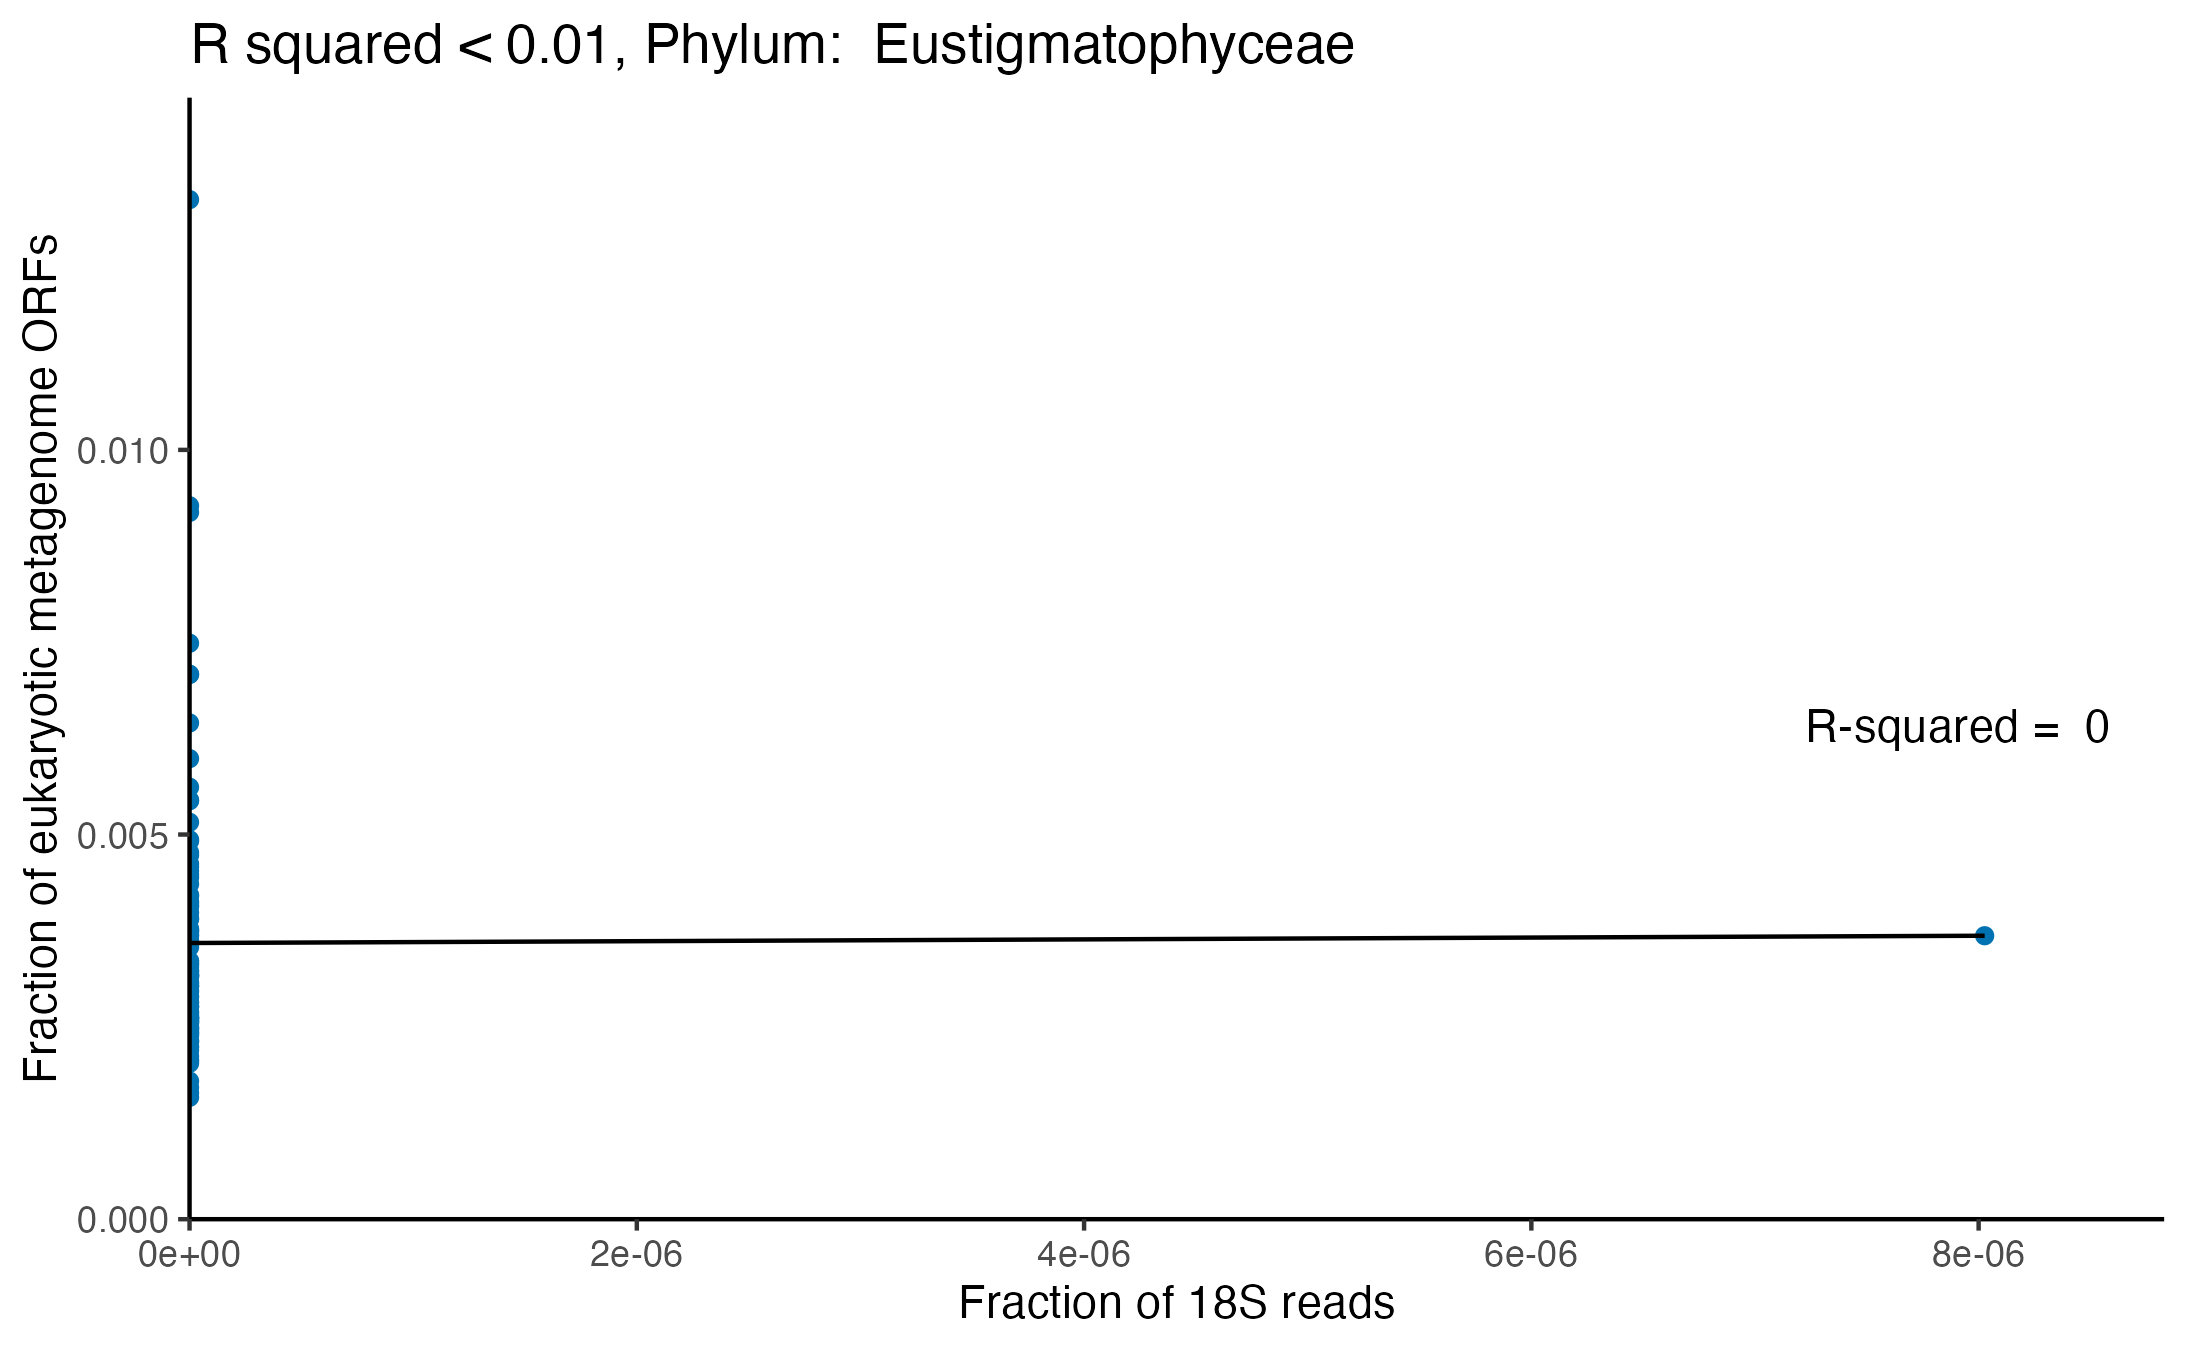 R squared < 0.01, Phylum:  Eustigmatophyceae
Fraction of eukaryotic metagenome ORFs
0.010
0.005
0.000
R-squared =  0
0e+00 2e-06 4e-06 6e-06 8e-06
Fraction of 18S reads